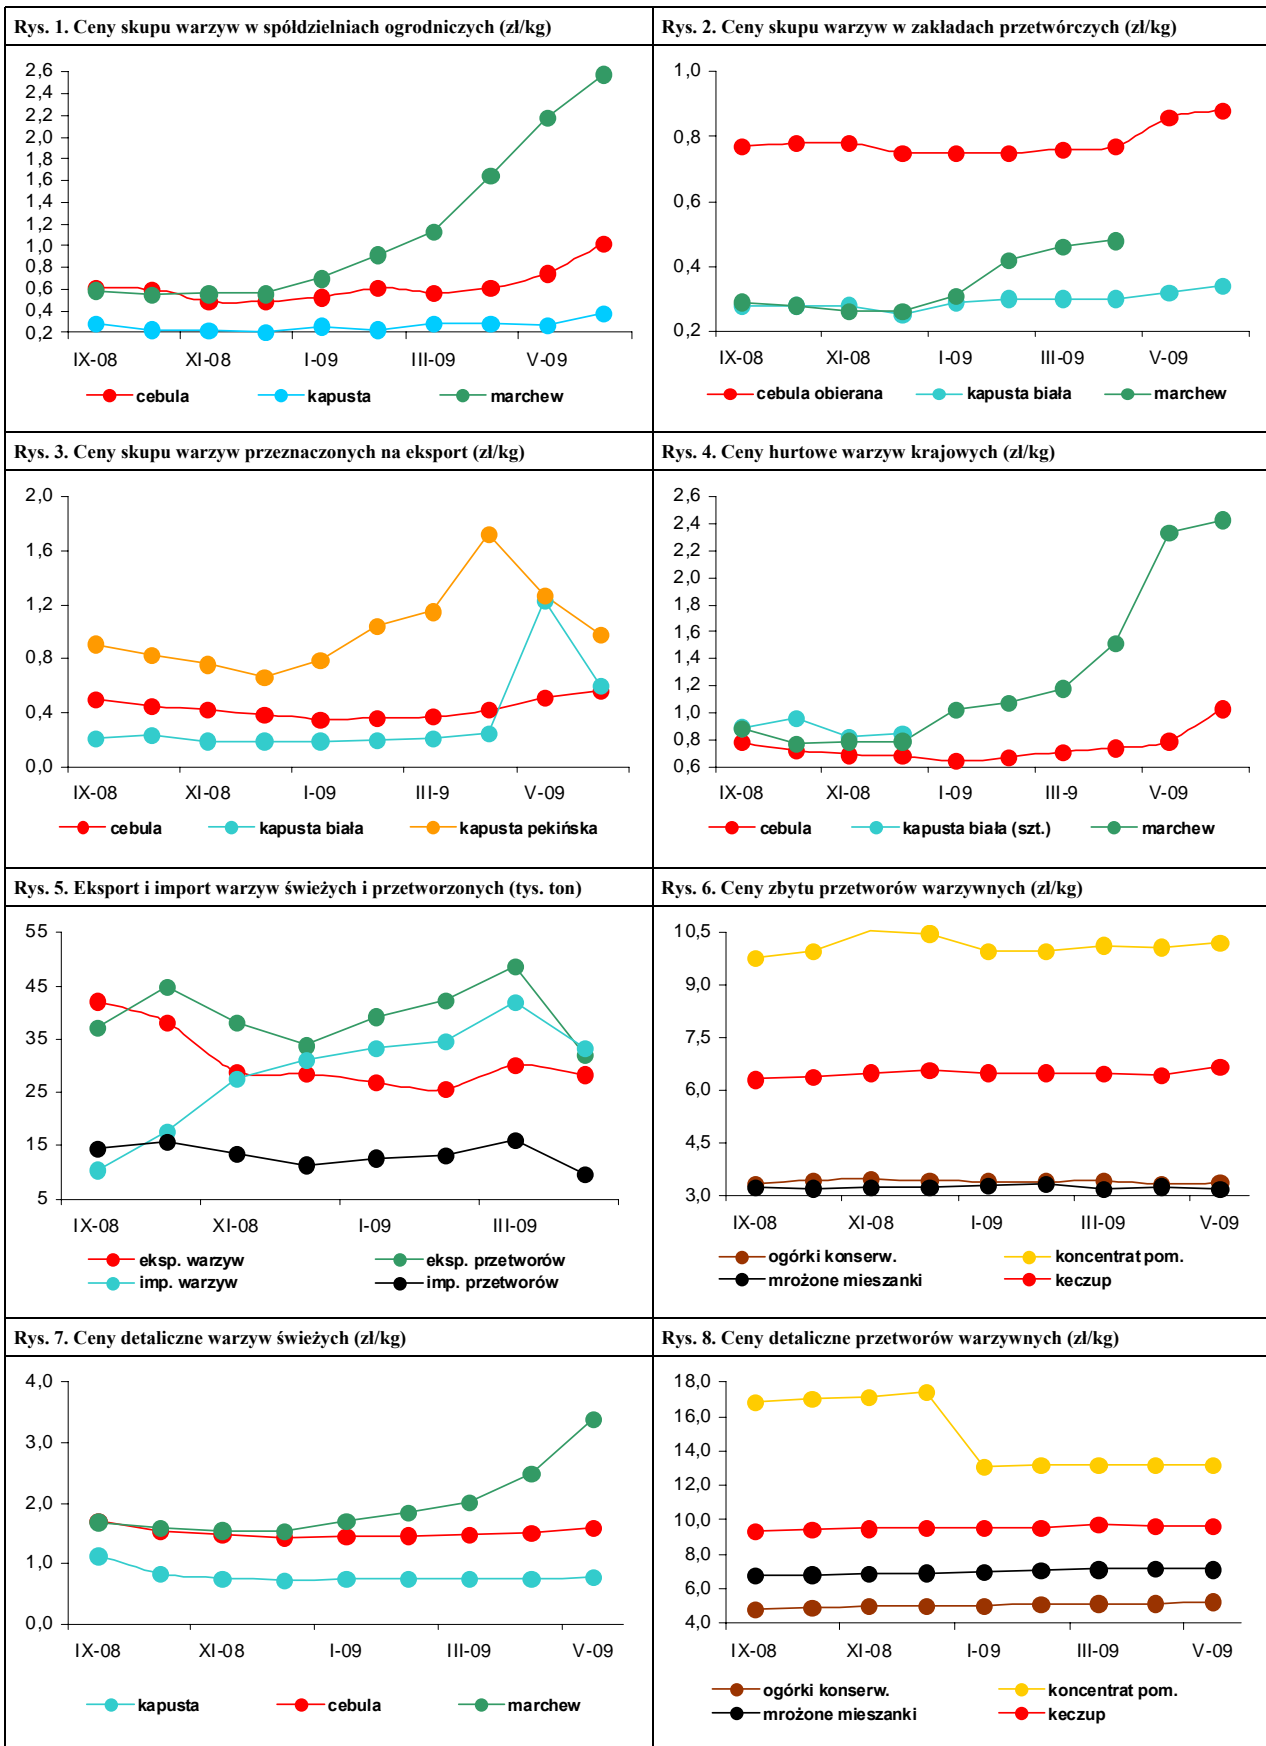 Rys. 1. Ceny skupu warzyw w spółdzielniach ogrodniczych (zł/kg)
2,6
2,4
2,2
2,0
1,8
1,6
1,4
1,2
1,0
0,8
0,6
0,4
0,2
IX-08 XI-08 I-09 III-09 V-09
cebula kapusta marchew
Rys. 2. Ceny skupu warzyw w zakładach przetwórczych (zł/kg)
1,0
0,8
0,6
0,4
0,2
IX-08 XI-08 I-09 III-09 V-09
cebula obierana kapusta biała marchew
Rys. 3. Ceny skupu warzyw przeznaczonych na eksport (zł/kg)
2,0
1,6
1,2
0,8
0,4
0,0
IX-08 XI-08 I-09 III-9 V-09
cebula kapusta biała kapusta pekińska
Rys. 4. Ceny hurtowe warzyw krajowych (zł/kg)
2,6
2,4
2,2
2,0
1,8
1,6
1,4
1,2
1,0
0,8
0,6
IX-08 XI-08 I-09 III-9 V-09
cebula kapusta biała (szt.) marchew
Rys. 5. Eksport i import warzyw świeżych i przetworzonych (tys. ton)
55
45
35
25
15
5
IX-08 XI-08 I-09 III-09
eksp. warzyw eksp. przetworów
imp. warzyw imp. przetworów
Rys. 6. Ceny zbytu przetworów warzywnych (zł/kg)
10,5
9,0
7,5
6,0
4,5
3,0
IX-08 XI-08 I-09 III-09 V-09
ogórki konserw. koncentrat pom.
mrożone mieszanki keczup
Rys. 7. Ceny detaliczne warzyw świeżych (zł/kg)
4,0
3,0
2,0
1,0
0,0
IX-08 XI-08 I-09 III-09 V-09
kapusta cebula marchew
Rys. 8. Ceny detaliczne przetworów warzywnych (zł/kg)
18,0
16,0
14,0
12,0
10,0
8,0
6,0
4,0
IX-08 XI-08 I-09 III-09 V-09
ogórki konserw. koncentrat pom.
mrożone mieszanki keczup